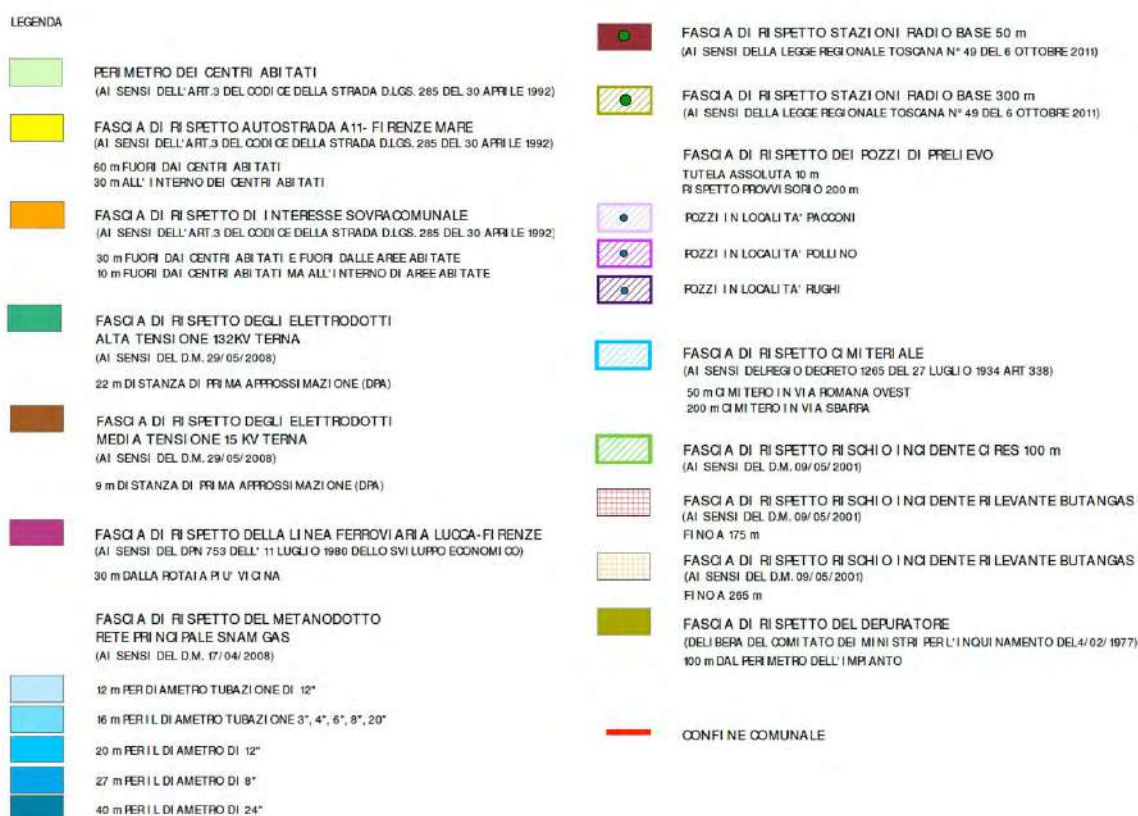 LEGENDA
PERIMETRO DEI CENTRI ABITATI
(AI SENSI DELL'ART.3 DEL CODICE DELLA STRADA D.LGS. 285 DEL 30 APRILE 1992)
FASCIA DI RISPETTO AUTOSTRADA A11- FIRENZE MARE
(AI SENSI DELL'ART.3 DEL CODICE DELLA STRADA D.LGS. 285 DEL 30 APRILE 1992)
60 m FUORI DAI CENTRI ABITATI
30 m ALL'INTERNO DEI CENTRI ABITATI
FASCIA DI RISPETTO DI INTERESSE SOVRACOMUNALE
(AI SENSI DELL'ART.3 DEL CODICE DELLA STRADA D.LGS. 285 DEL 30 APRILE 1992)
30 m FUORI DAI CENTRI ABITATI E FUORI DALLE AREE ABITATE
10 m FUORI DAI CENTRI ABITATI MA ALL'INTERNO DI AREE ABITATE
FASCIA DI RISPETTO DEGLI ELETTRODOTTI
ALTA TENSIONE 132KV TERNA
(AI SENSI DEL D.M. 29/05/2008)
22 m DISTANZA DI PRIMA APPROSSIMAZIONE (DPA)
FASCIA DI RISPETTO DEGLI ELETTRODOTTI
MEDIA TENSIONE 15 KV TERNA
(AI SENSI DEL D.M. 29/05/2008)
9 m DISTANZA DI PRIMA APPROSSIMAZIONE (DPA)
FASCIA DI RISPETTO DELLA LINEA FERROVIARIA LUCCA-FIRENZE
(AI SENSI DEL DPN 753 DELL' 11 LUGLIO 1980 DELLO SVILUPPO ECONOMICO)
30 m DALLA ROTAIA PIU' VICINA
FASCIA DI RISPETTO DEL METANODOTTO
RETE PRINCIPALE SNAM GAS
(AI SENSI DEL D.M. 17/04/2008)
12 m PER DIAMETRO TUBAZIONE DI 12"
16 m PER IL DIAMETRO TUBAZIONE 3", 4", 6", 8", 20"
20 m PER IL DIAMETRO DI 12"
27 m PER IL DIAMETRO DI 8"
40 m PER IL DIAMETRO DI 24"
FASCIA DI RISPETTO STAZIONI RADIO BASE 50 m
(AI SENSI DELLA LEGGE REGIONALE TOSCANA N° 49 DEL 6 OTTOBRE 2011)
FASCIA DI RISPETTO STAZIONI RADIO BASE 300 m
(AI SENSI DELLA LEGGE REGIONALE TOSCANA N° 49 DEL 6 OTTOBRE 2011)
FASCIA DI RISPETTO DEI POZZI DI PRELIEVO
TUTELA ASSOLUTA 10 m
RISPETTO PROVVISORIO 200 m
POZZI IN LOCALITA' PACCONI
POZZI IN LOCALITA' POLLINO
POZZI IN LOCALITA' RUGHI
FASCIA DI RISPETTO CIMITERIALE
(AI SENSI DEL REGIO DECRETO 1265 DEL 27 LUGLIO 1934 ART 338)
50 m CIMITERO IN VIA ROMANA OVEST
200 m CIMITERO IN VIA SBARRA
FASCIA DI RISPETTO RISCHIO INCIDENTE CIRES 100 m
(AI SENSI DEL D.M. 09/05/2001)
FASCIA DI RISPETTO RISCHIO INCIDENTE RILEVANTE BUTANGAS
(AI SENSI DEL D.M. 09/05/2001)
FINO A 175 m
FASCIA DI RISPETTO RISCHIO INCIDENTE RILEVANTE BUTANGAS
(AI SENSI DEL D.M. 09/05/2001)
FINO A 265 m
FASCIA DI RISPETTO DEL DEPURATORE
(DELIBERA DEL COMITATO DEI MINISTRI PER L'INQUINAMENTO DEL 4/02/1977)
100 m DAL PERIMETRO DELL'IMPIANTO
CONFINE COMUNALE